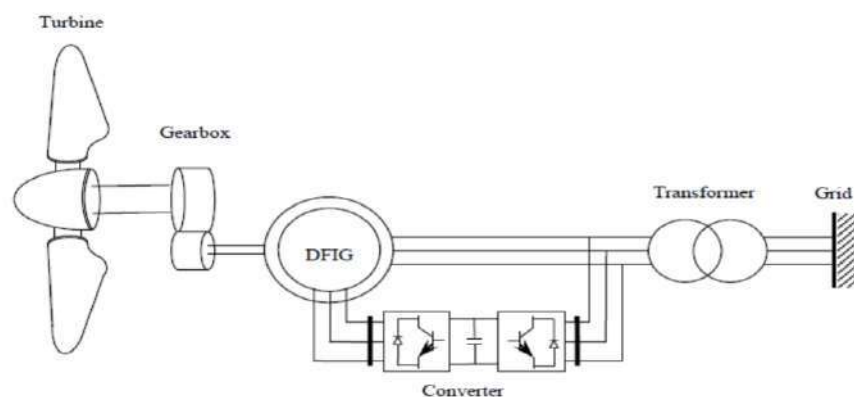 Turbine
Gearbox
Transformer
Grid
DFIG
Converter